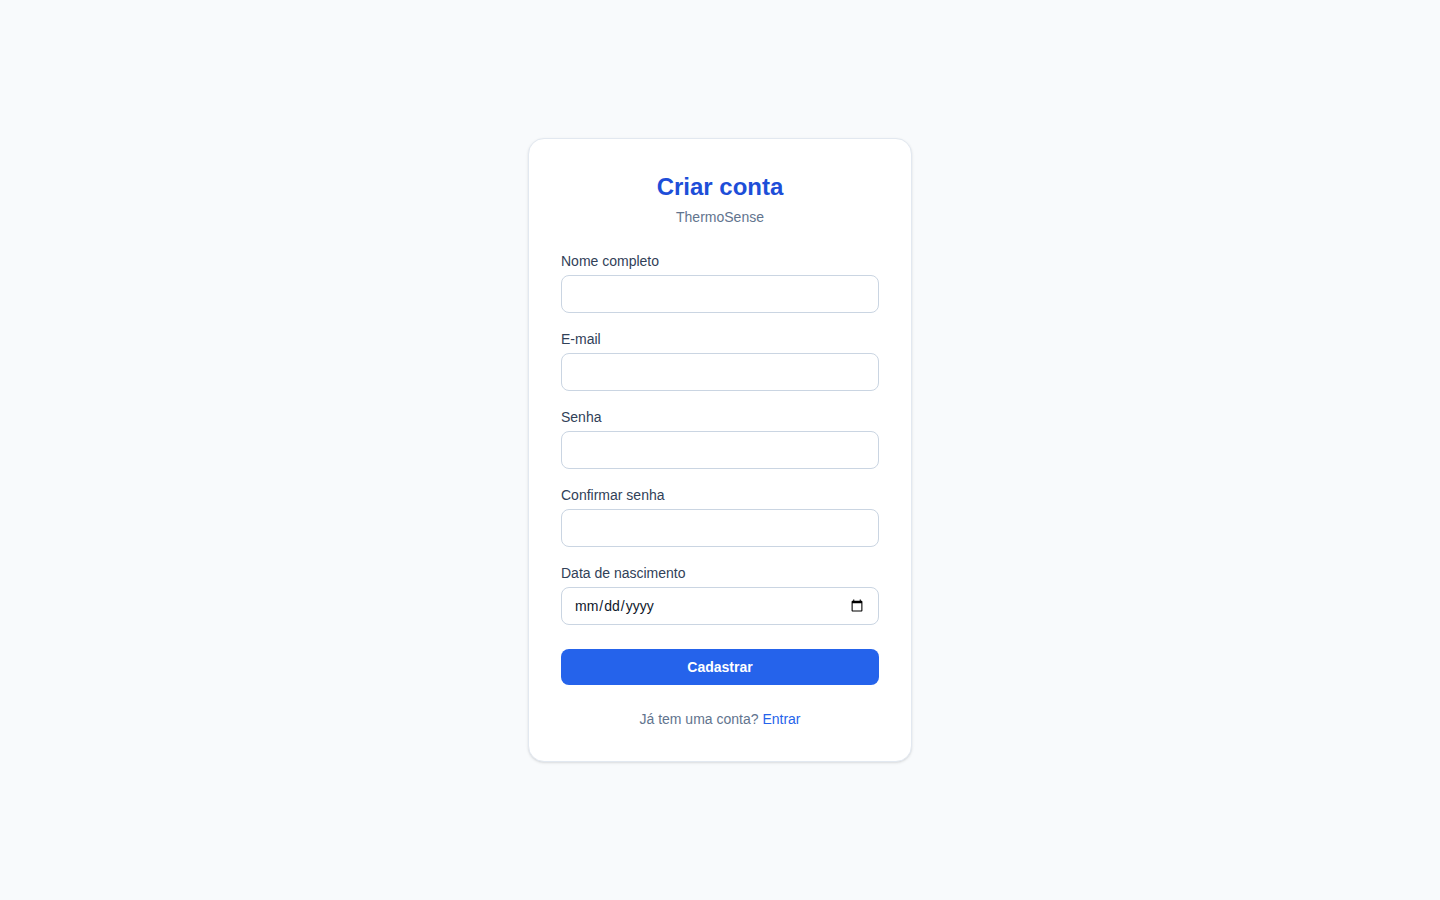 Criar conta
ThermoSense
Nome completo
E-mail
Senha
Confirmar senha
Data de nascimento
mm/dd/yyyy
Cadastrar
Já tem uma conta? Entrar